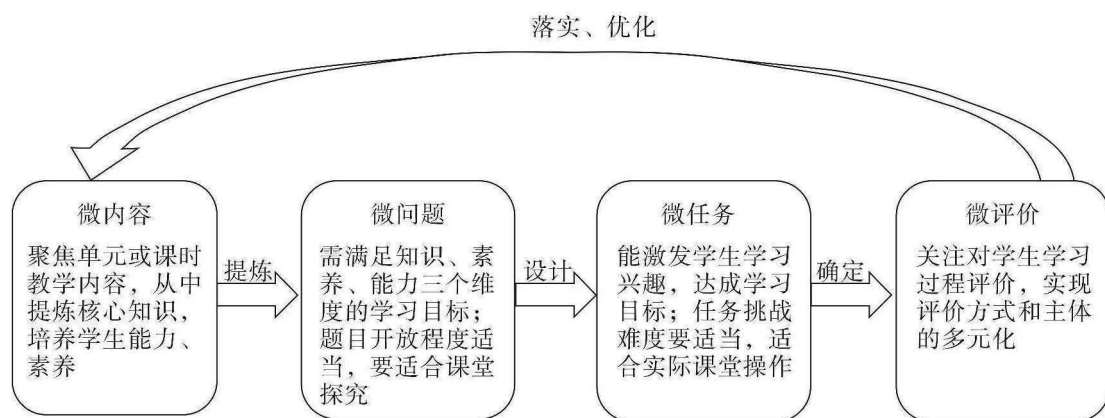 落实、优化
微内容
聚焦单元或课时
教学内容，从中
提炼核心知识，
培养学生能力、
素养
提炼
微问题
需满足知识、素
养、能力三个维
度的学习目标；
题目开放程度适
当，要适合课堂
探究
设计
微任务
能激发学生学习
兴趣，达成学习
目标；任务挑战
难度要适当，适
合实际课堂操作
确定
微评价
关注对学生学习
过程评价，实现
评价方式和主体
的多元化